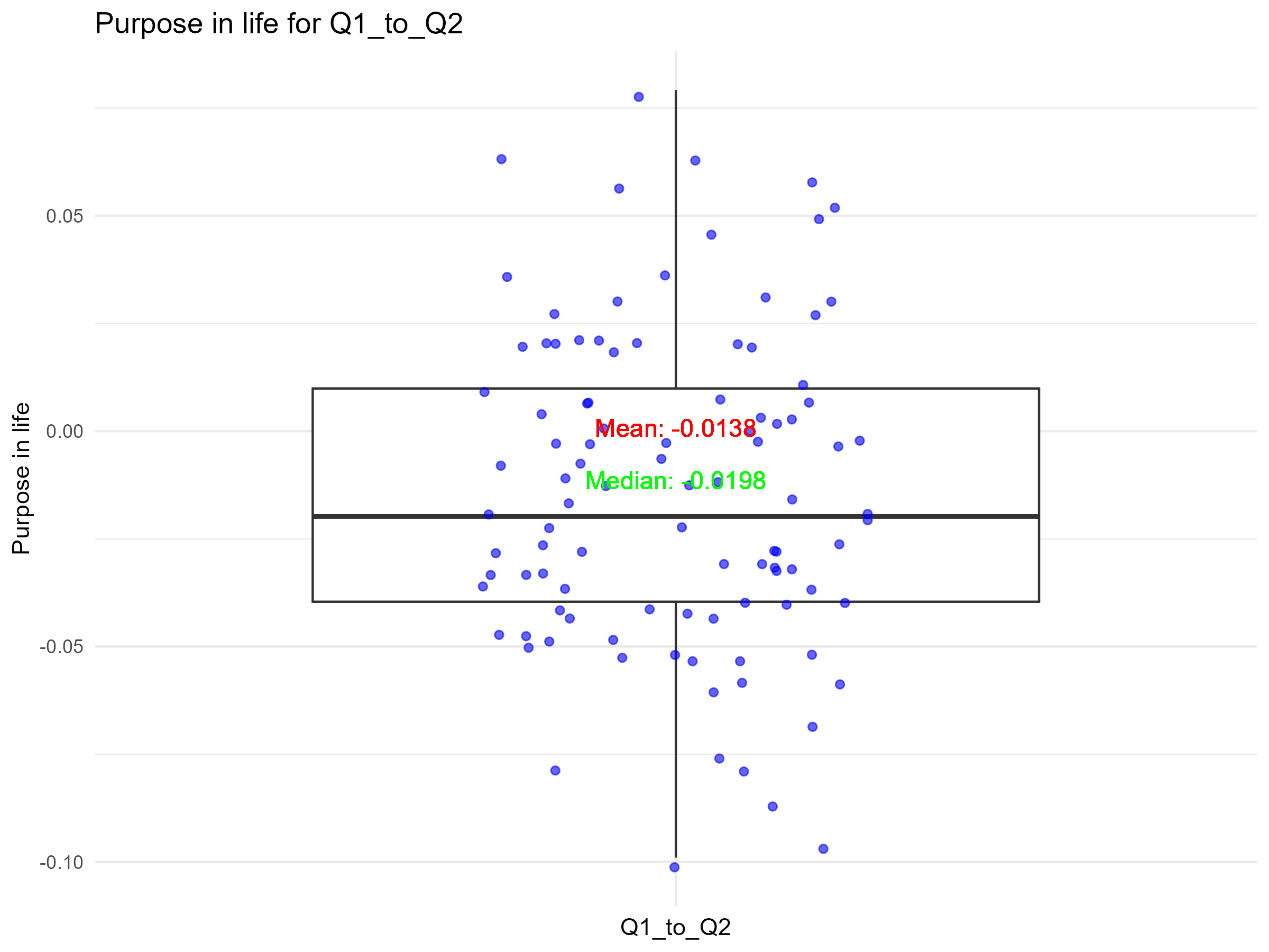 Purpose in life for Q1_to_Q2
Purpose in life
0.05
0.00
-0.05
-0.10
Mean: -0.0138
Median: -0.0198
Q1_to_Q2